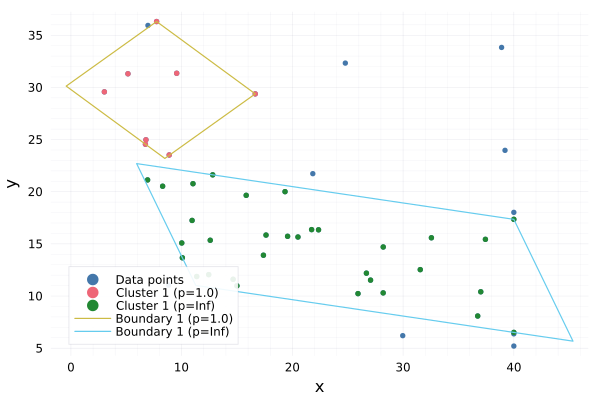 35
30
25
20
15
10
5
y
Data points
Cluster 1 (p=1.0)
Cluster 1 (p=Inf)
Boundary 1 (p=1.0)
Boundary 1 (p=Inf)
0 10 20 30 40
x